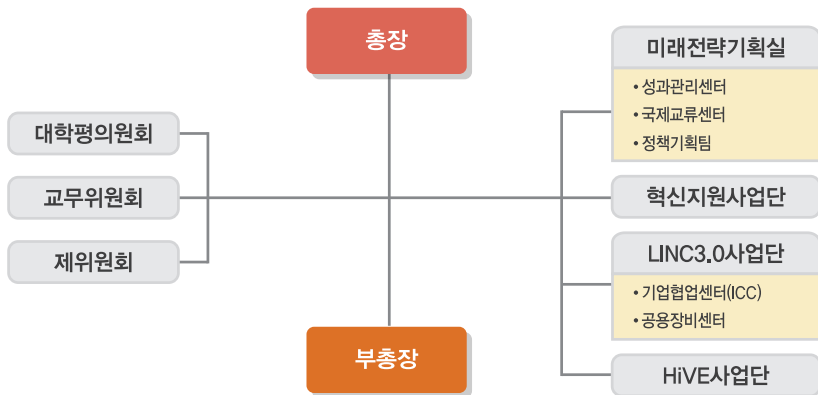 총장
대학평의원회
교무위원회
제위원회
미래전략기획실
• 성과관리센터
• 국제교류센터
• 정책기획팀
혁신지원사업단
LINC3.0사업단
• 기업협업센터(ICC)
• 공용장비센터
HiVE사업단
부총장